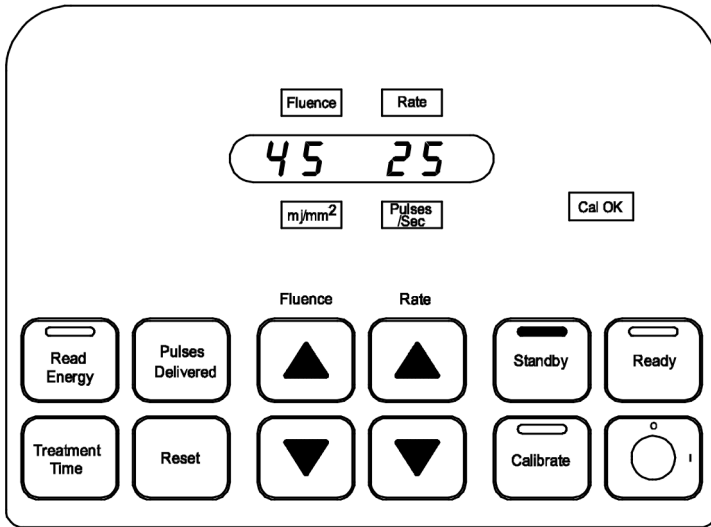 Fluence Rate
45 25
mj/mm²
Pulses
/Sec
Cal OK
Fluence Rate
Read
Energy
Pulses
Delivered
Standby
Ready
Treatment
Time
Reset
Calibrate
O
I